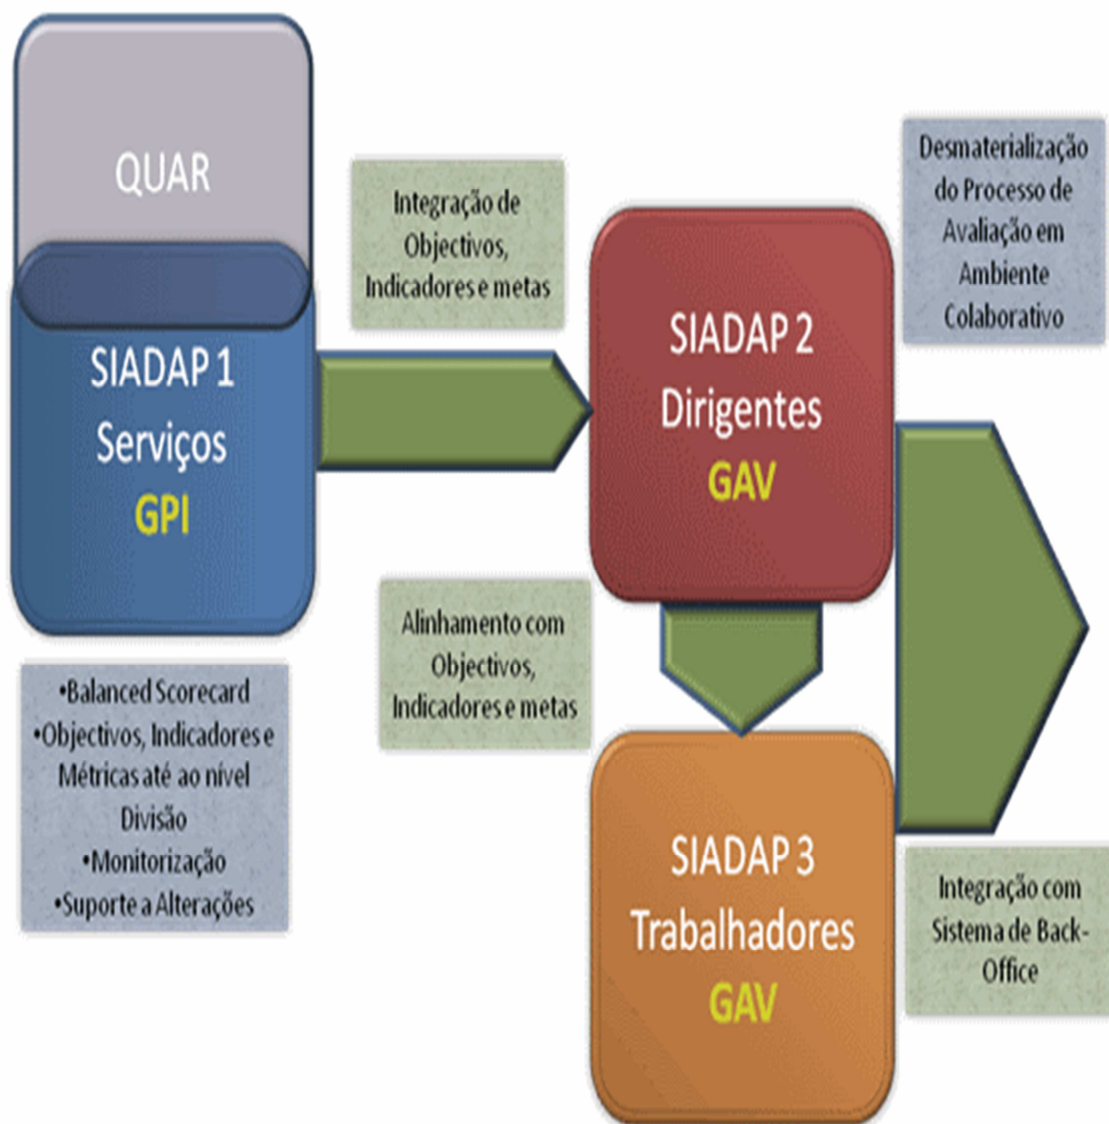 QUAR
SIADAP 1
Serviços
GPI
•Balanced Scorecard
•Objectivos, Indicadores e
Métricas até ao nível
Divisão
•Monitorização
•Suporte a Alterações
Integração de
Objectivos,
Indicadores e metas
SIADAP 2
Dirigentes
GAV
Alinhamento com
Objectivos,
Indicadores e metas
SIADAP 3
Trabalhadores
GAV
Desmaterialização
do Processo de
Avaliação em
Ambiente
Colaborativo
Integração com
Sistema de Back-
Office